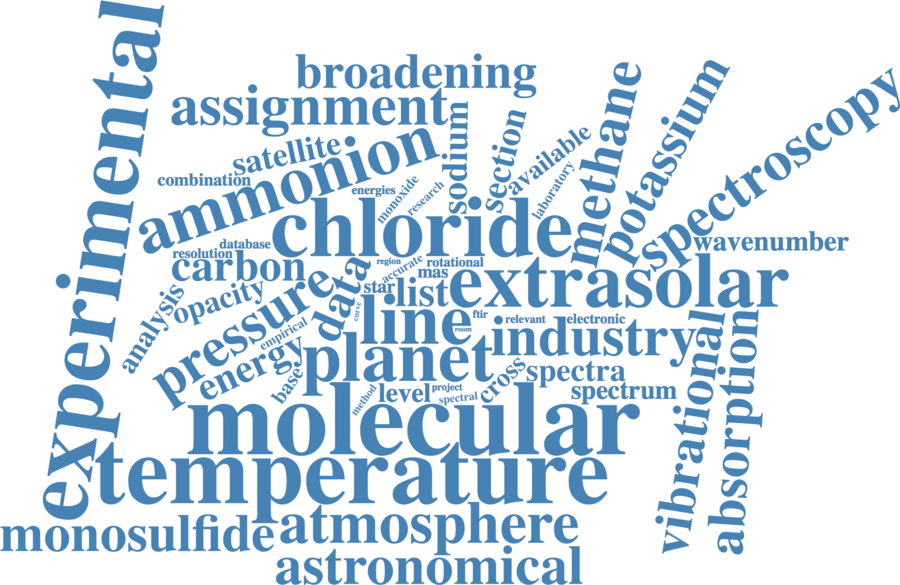 experimental
broadening
assignment
satellite
combination
ammonion
energies
monoxide
research
sodium
section
available
laboratory
methane
potassium
spectroscopy
chloride
wavenumber
database
resolution
carbon
region
accurate
rotational
mas
analysis
opacity
pressure
data
star
list
extrasolar
curve
line
ftir
room
relevant
electronic
industry
empirical
energy
planet
base
method
level
project
spectral
cross
spectra
spectrum
vibrational
absorption
molecular
temperature
monosulfide
atmosphere
astronomical